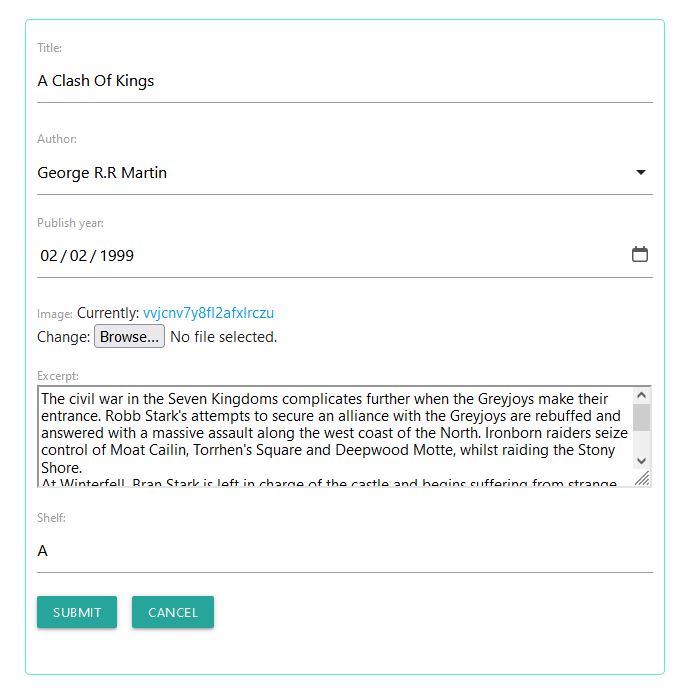 Title:
A Clash Of Kings
Author:
George R.R Martin
Publish year:
02 / 02 / 1999
Image: Currently: vvjcnv7y8fl2afxlrczu
Change: Browse... No file selected.
Excerpt:
The civil war in the Seven Kingdoms complicates further when the Greyjoys make their
entrance. Robb Stark's attempts to secure an alliance with the Greyjoys are rebuffed and
answered with a massive assault along the west coast of the North. Ironborn raiders seize
control of Moat Cailin, Torrhen's Square and Deepwood Motte, whilst raiding the Stony
Shore.
At Winterfell, Bran Stark is left in charge of the castle and begins suffering from strange
Shelf:
A
SUBMIT CANCEL